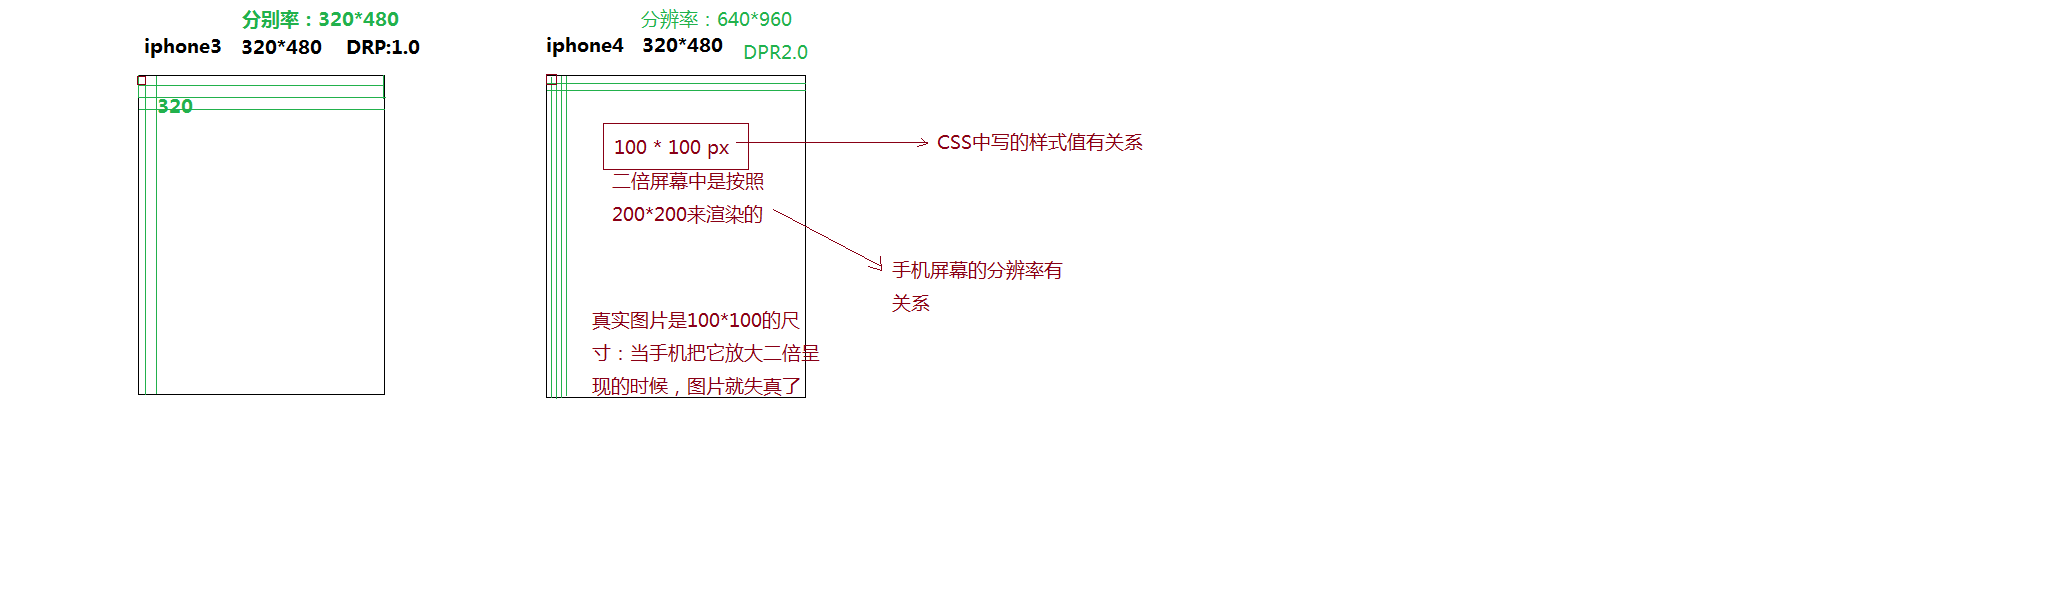 分别率：320*480
iphone3 320*480 DRP:1.0
320
分辨率：640*960
iphone4 320*480 DPR2.0
100 * 100 px
二倍屏幕中是按照
200*200来渲染的
CSS中写的样式值有关系
手机屏幕的分辨率有
关系
真实图片是100*100的尺
寸：当手机把它放大二倍呈
现的时候，图片就失真了